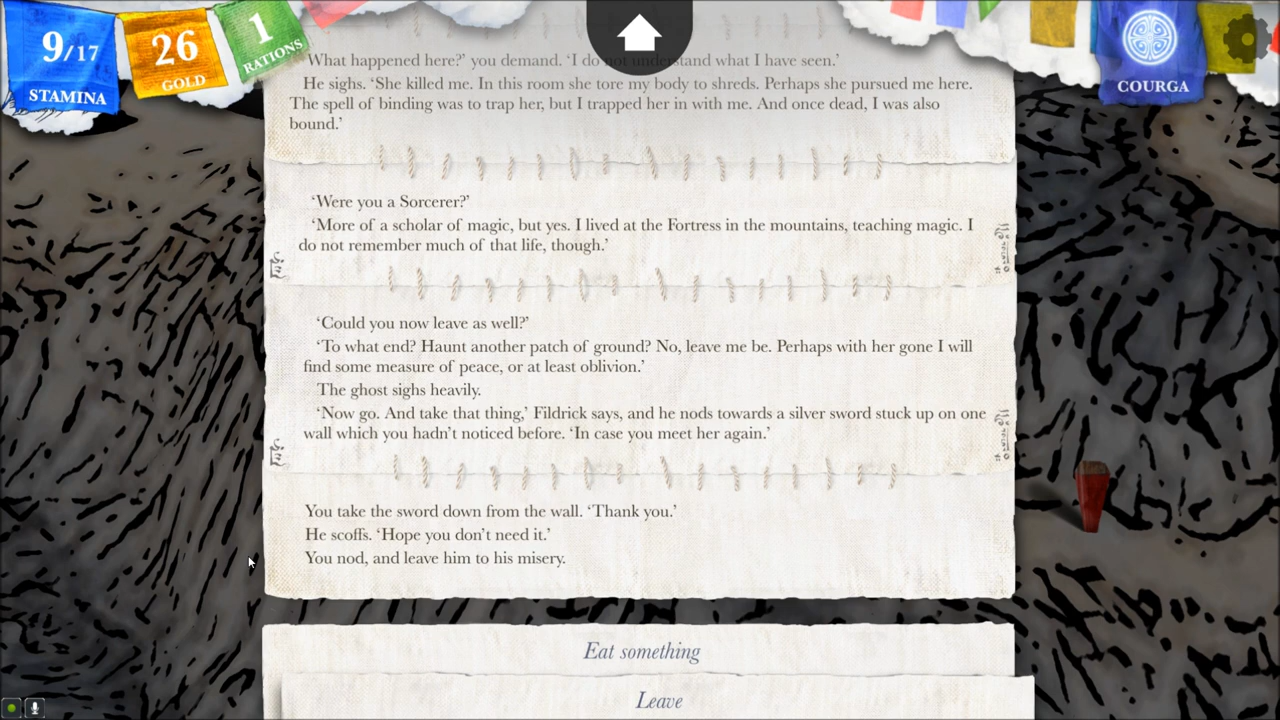 9/17
STAMINA
26
GOLD
1
RATIONS
COURGA
‘What happened here?’ you demand. ‘I do not understand what I have seen.’
He sighs. ‘She killed me. In this room she tore my body to shreds. Perhaps she pursued me here.
The spell of binding was to trap her, but I trapped her in with me. And once dead, I was also
bound.’
‘Were you a Sorcerer?’
‘More of a scholar of magic, but yes. I lived at the Fortress in the mountains, teaching magic. I
do not remember much of that life, though.’
‘Could you now leave as well?’
‘To what end? Haunt another patch of ground? No, leave me be. Perhaps with her gone I will
find some measure of peace, or at least oblivion.’
The ghost sighs heavily.
‘Now go. And take that thing,’ Fildrick says, and he nods towards a silver sword stuck up on one
wall which you hadn’t noticed before. ‘In case you meet her again.’
You take the sword down from the wall. ‘Thank you.’
He scoffs. ‘Hope you don’t need it.’
You nod, and leave him to his misery.
Eat something
Leave